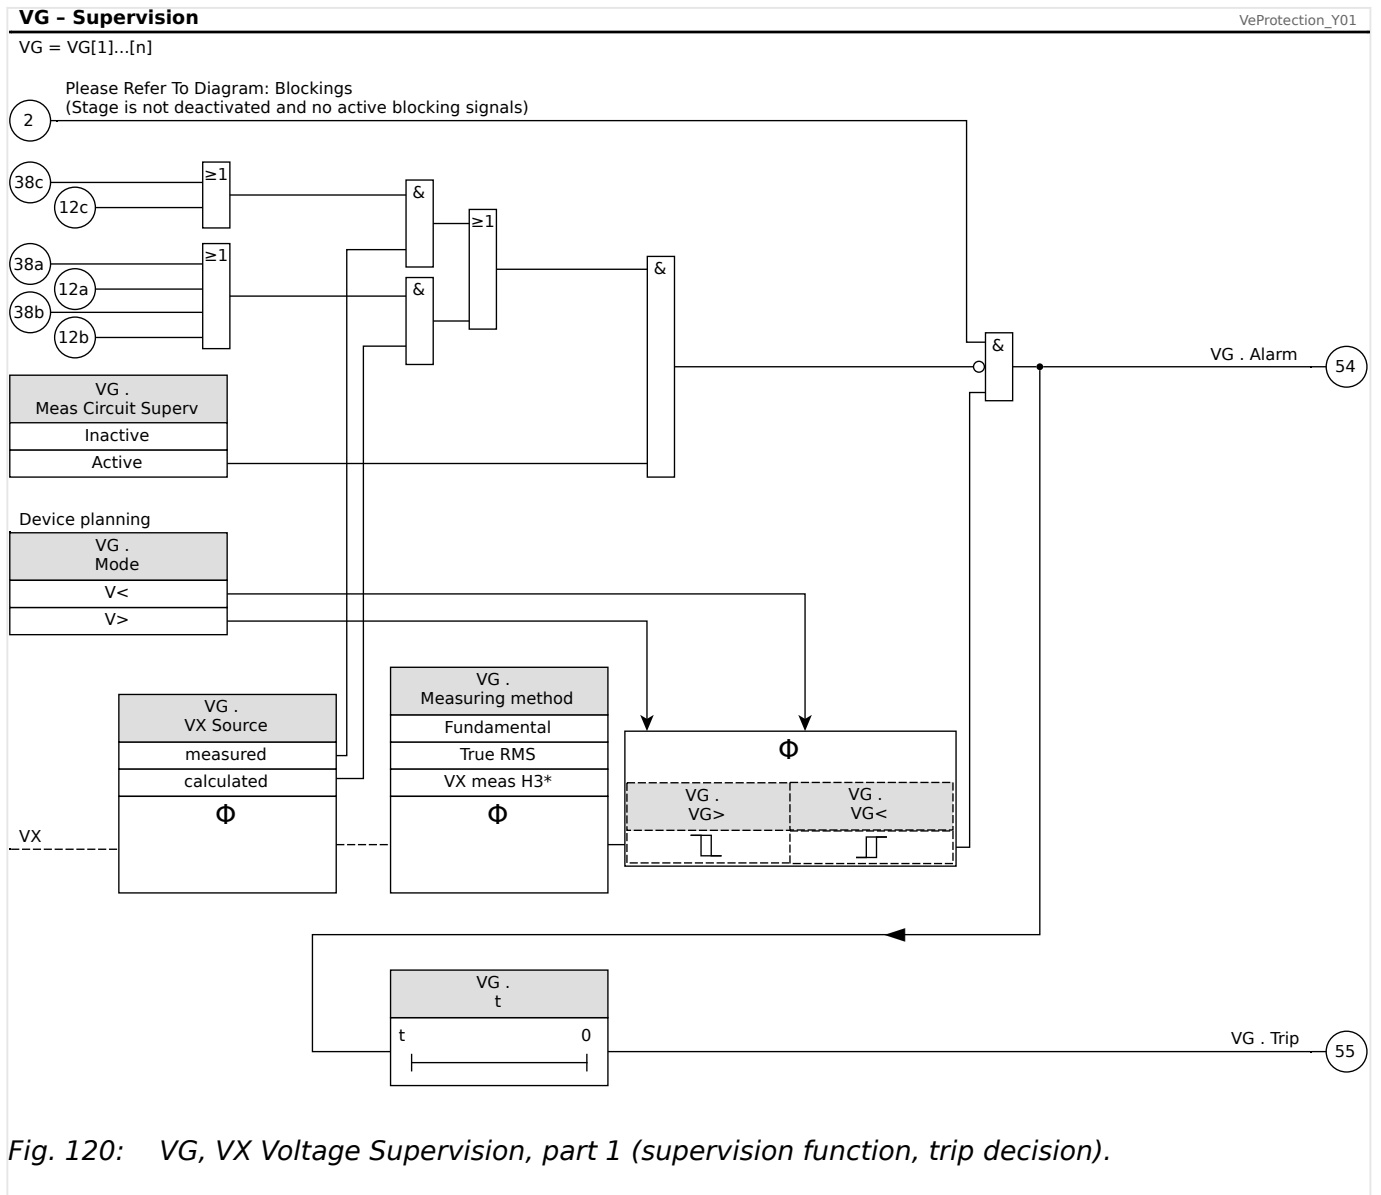 VG – Supervision
VeProtection_Y01
VG = VG[1]...[n]
Please Refer To Diagram: Blockings
(Stage is not deactivated and no active blocking signals)
2
38c
≥1
12c
&
≥1
38a
≥1
12a
38b
12b
&
&
&
VG . Alarm
54
VG .
Meas Circuit Superv
Inactive
Active
Device planning
VG .
Mode
V<
V>
VG .
VX Source
measured
calculated
Φ
VX
VG .
Measuring method
Fundamental
True RMS
VX meas H3*
Φ
Φ
VG .
VG>
VG .
VG<
VG .
t
t
0
VG . Trip
55
Fig. 120: VG, VX Voltage Supervision, part 1 (supervision function, trip decision).